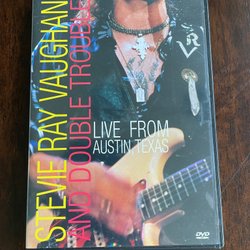 STEVIE RAY VAUGHAN
AND DOUBLE TROUBLE
LIVE FROM
AUSTIN, TEXAS
DVD